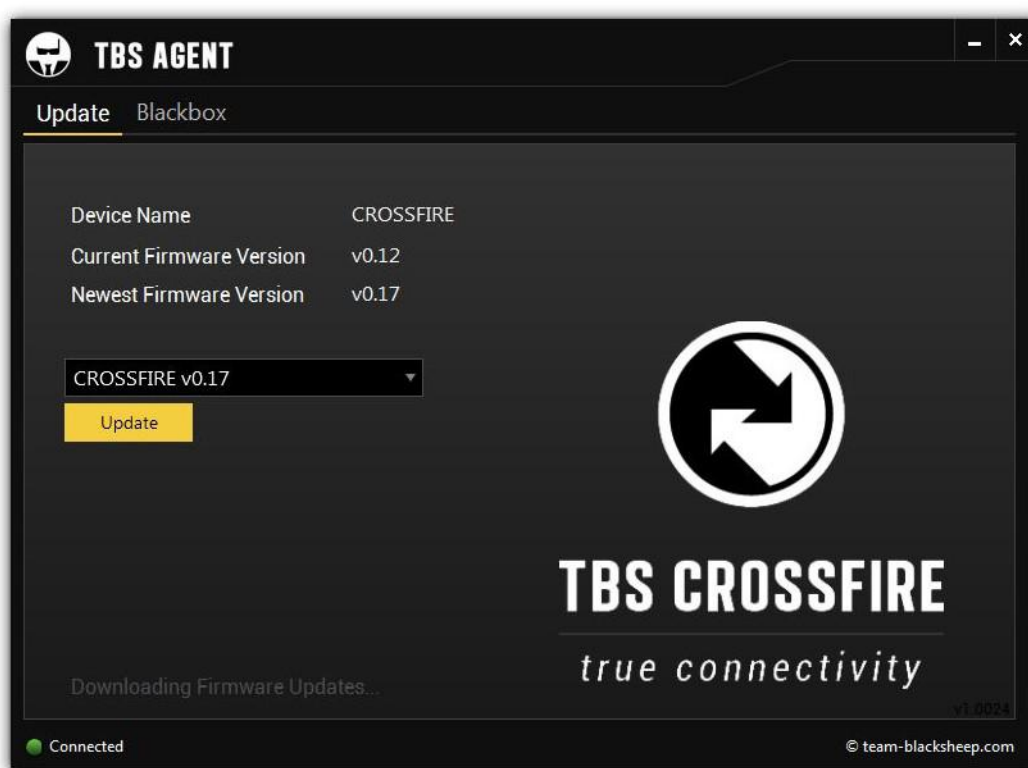 TBS AGENT
Update Blackbox
Device Name CROSSFIRE
Current Firmware Version v0.12
Newest Firmware Version v0.17
CROSSFIRE v0.17
Update
TBS CROSSFIRE
true connectivity
Downloading Firmware Updates...
v1.0024
Connected © team-blacksheep.com